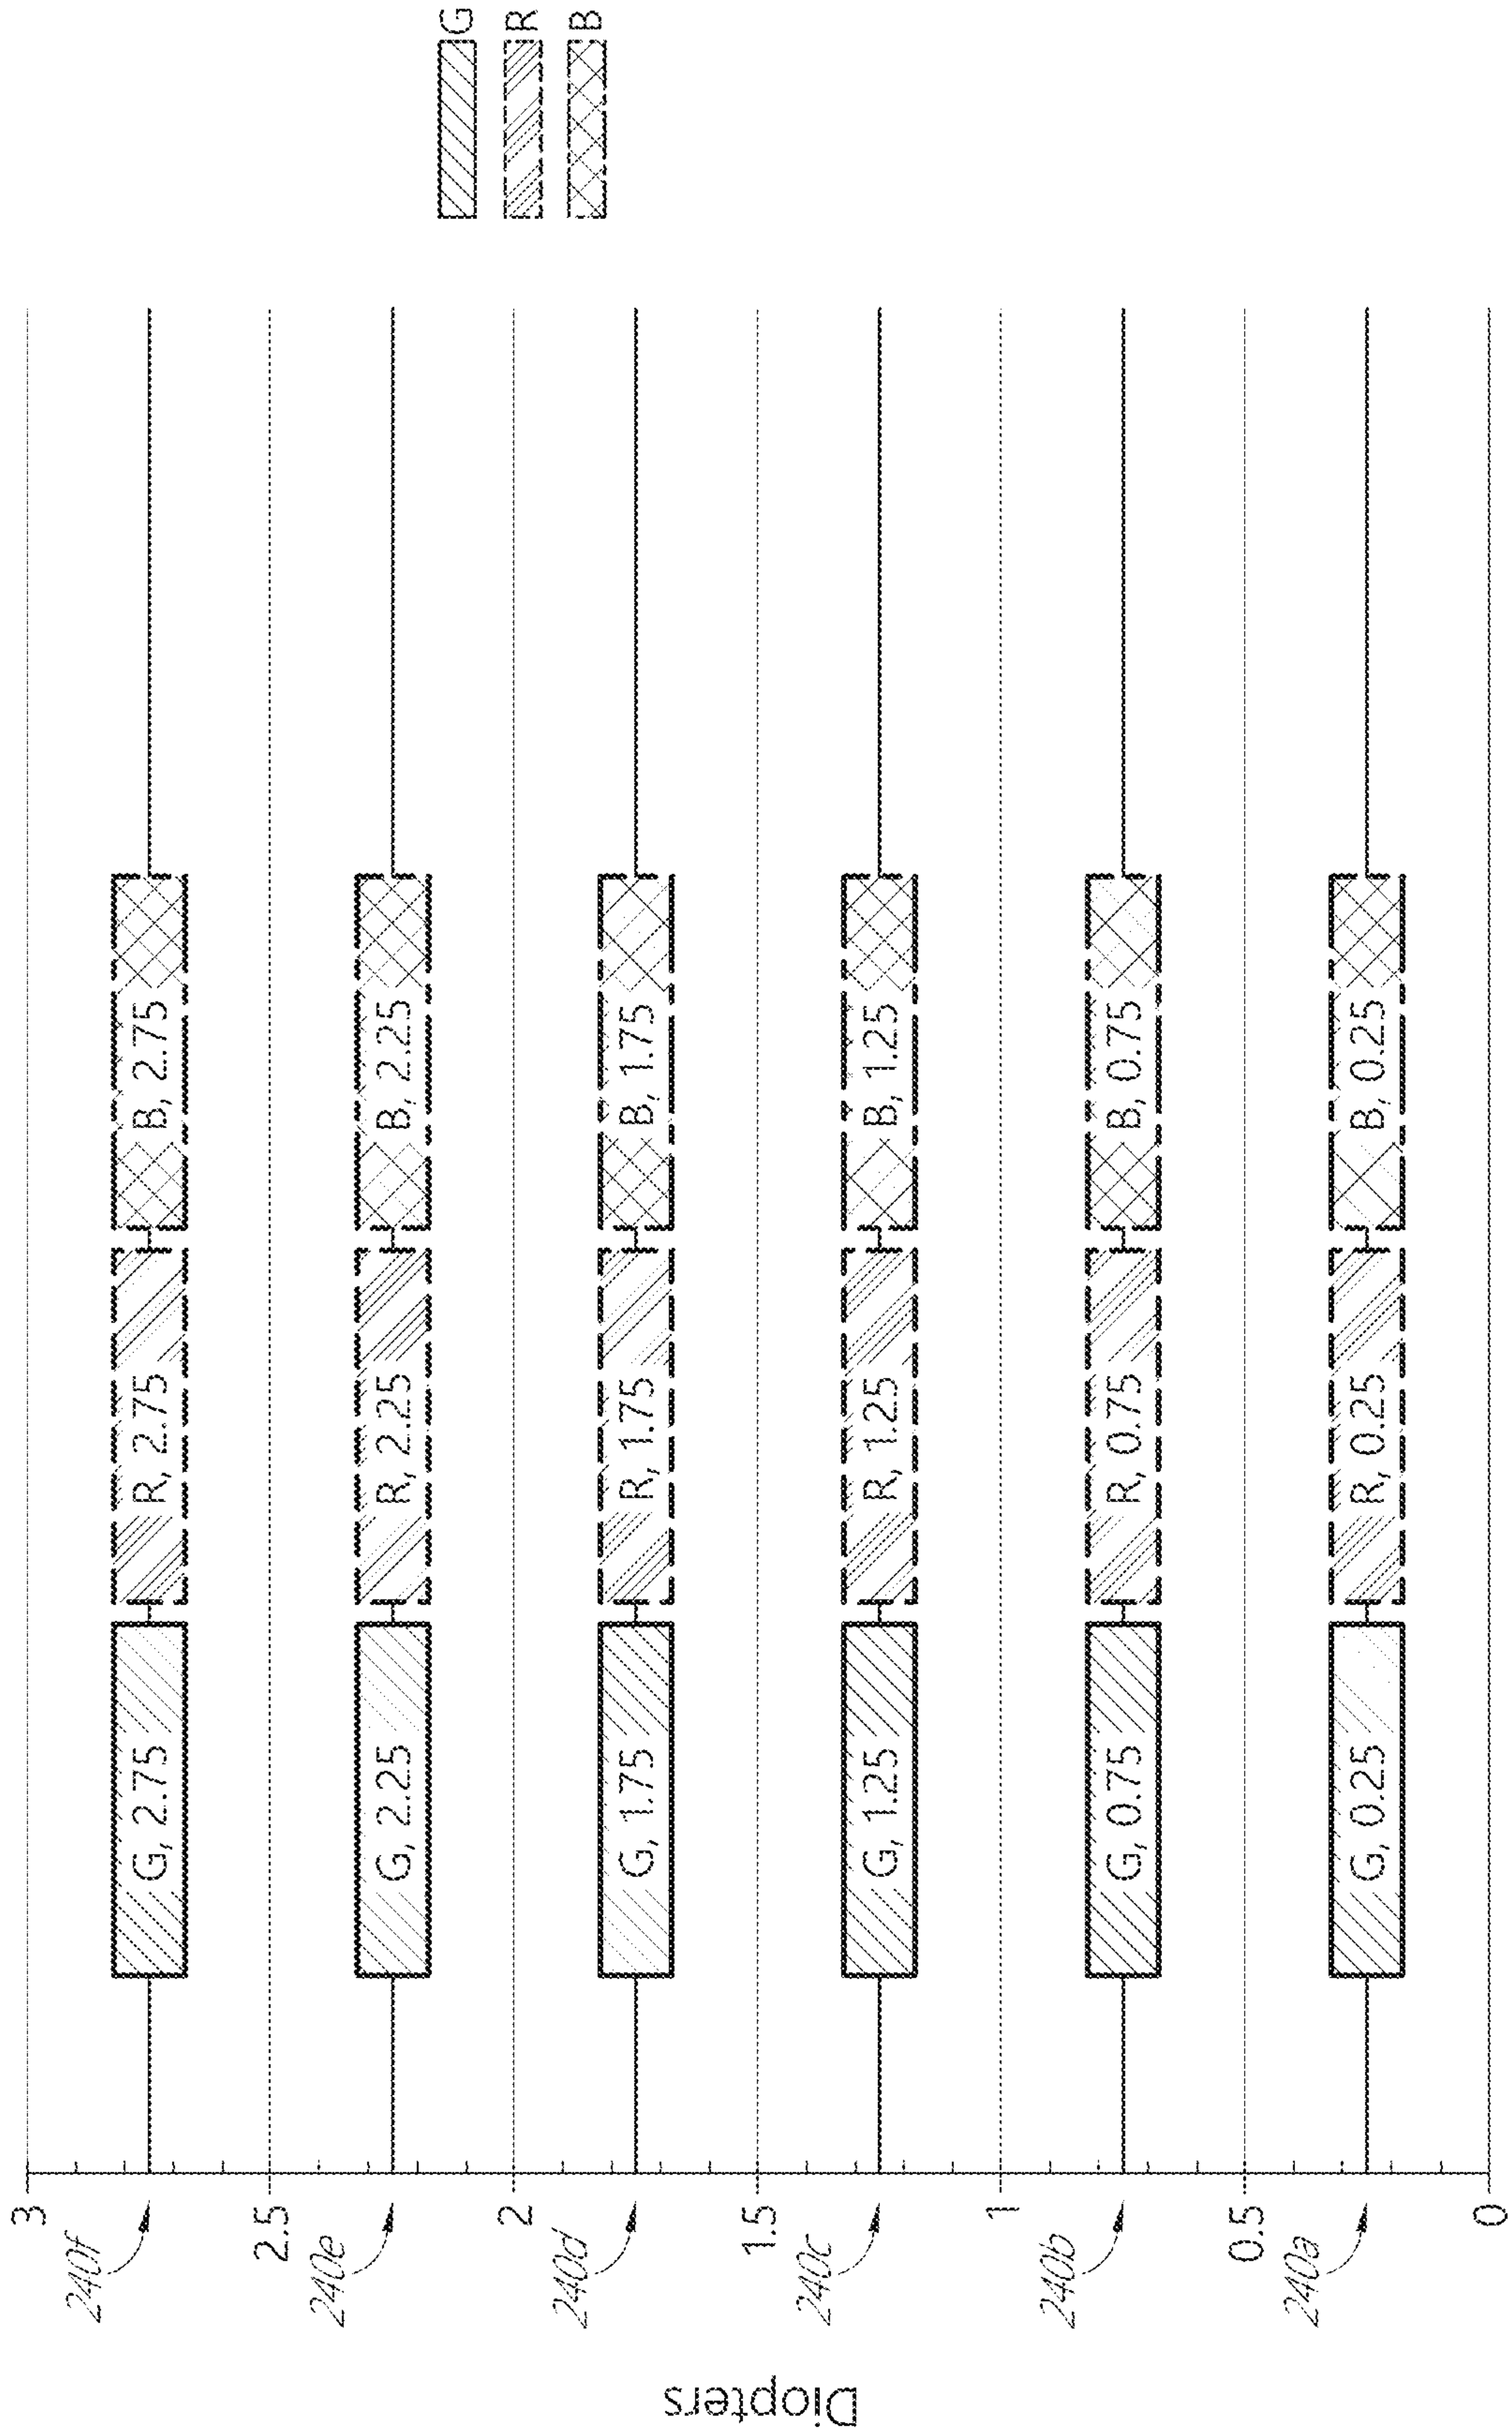 G
R
B
3
240f
G, 2.75 R, 2.75 B, 2.75
2.5
240e
G, 2.25 R, 2.25 B, 2.25
2
240d
G, 1.75 R, 1.75 B, 1.75
1.5
240c
G, 1.25 R, 1.25 B, 1.25
1
240b
G, 0.75 R, 0.75 B, 0.75
0.5
240a
G, 0.25 R, 0.25 B, 0.25
0
Diopters